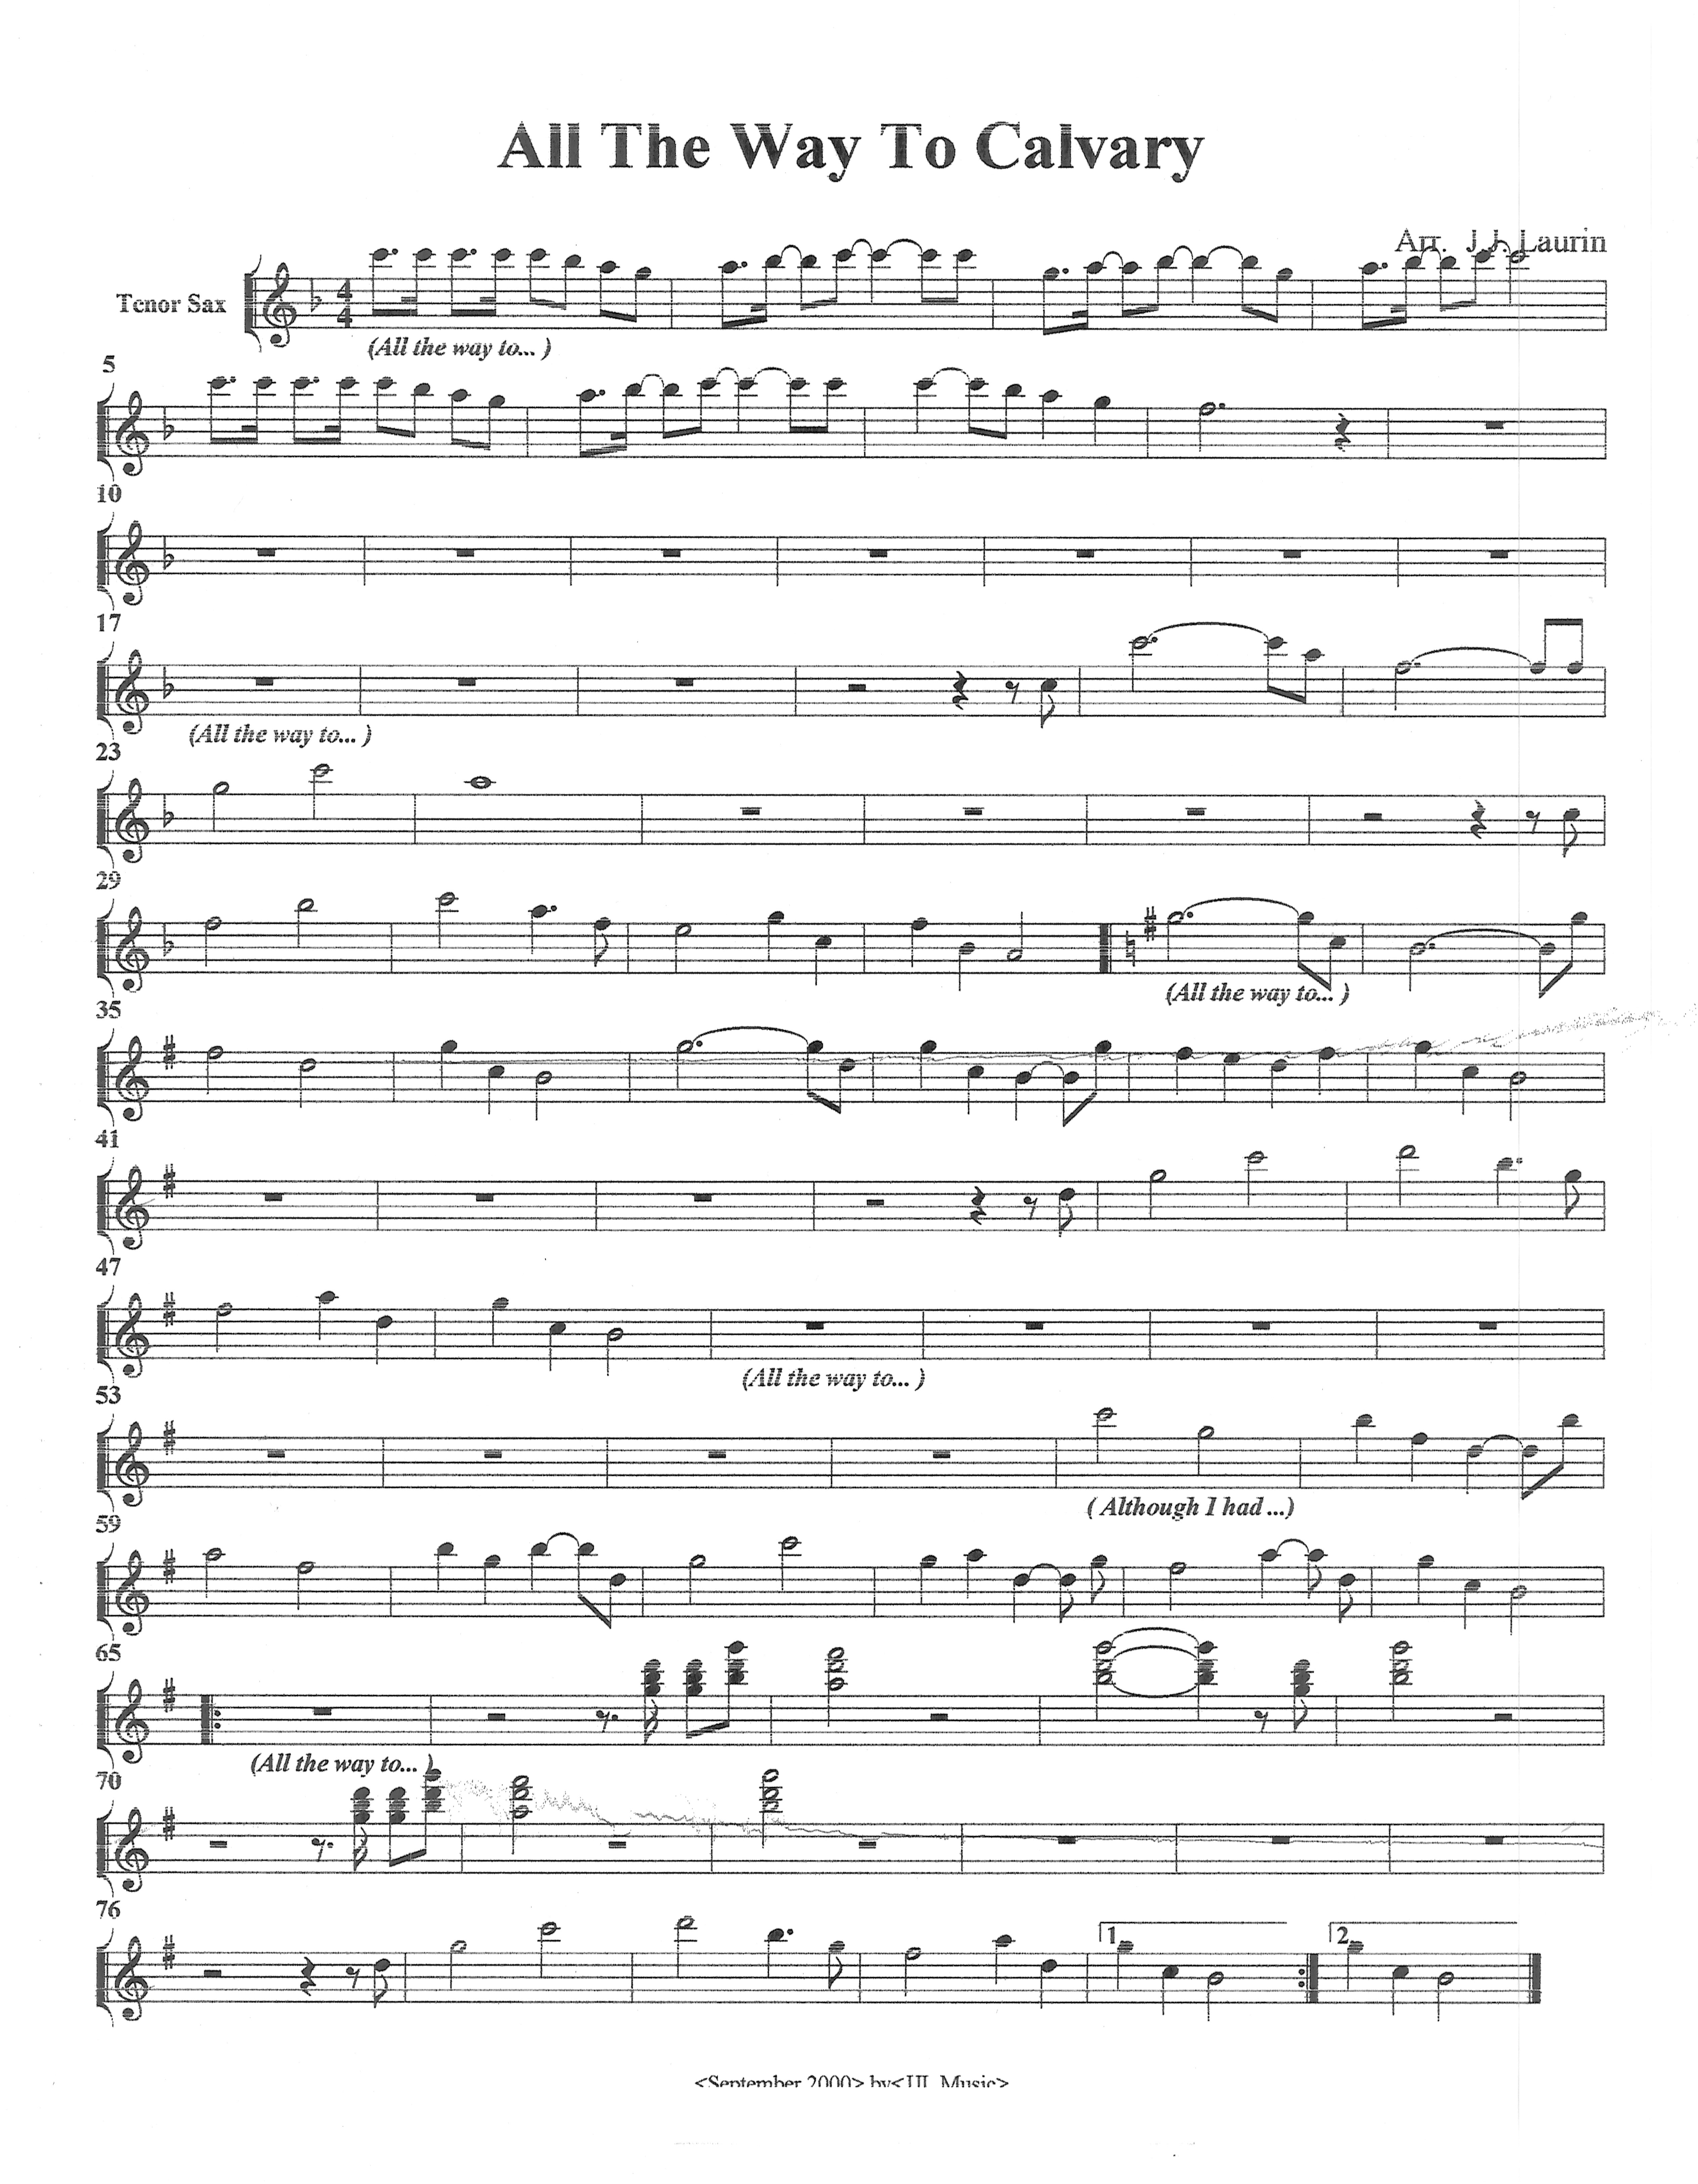 All The Way To Calvary
Arr. J.J. Laurin
Tenor Sax
4
4
(All the way to... )
5
10
17
(All the way to... )
23
29
(All the way to... )
35
41
47
(All the way to... )
53
( Although I had ...)
59
65
(All the way to... )
70
76
1.
2.
<September 2000> by<JJL Music>